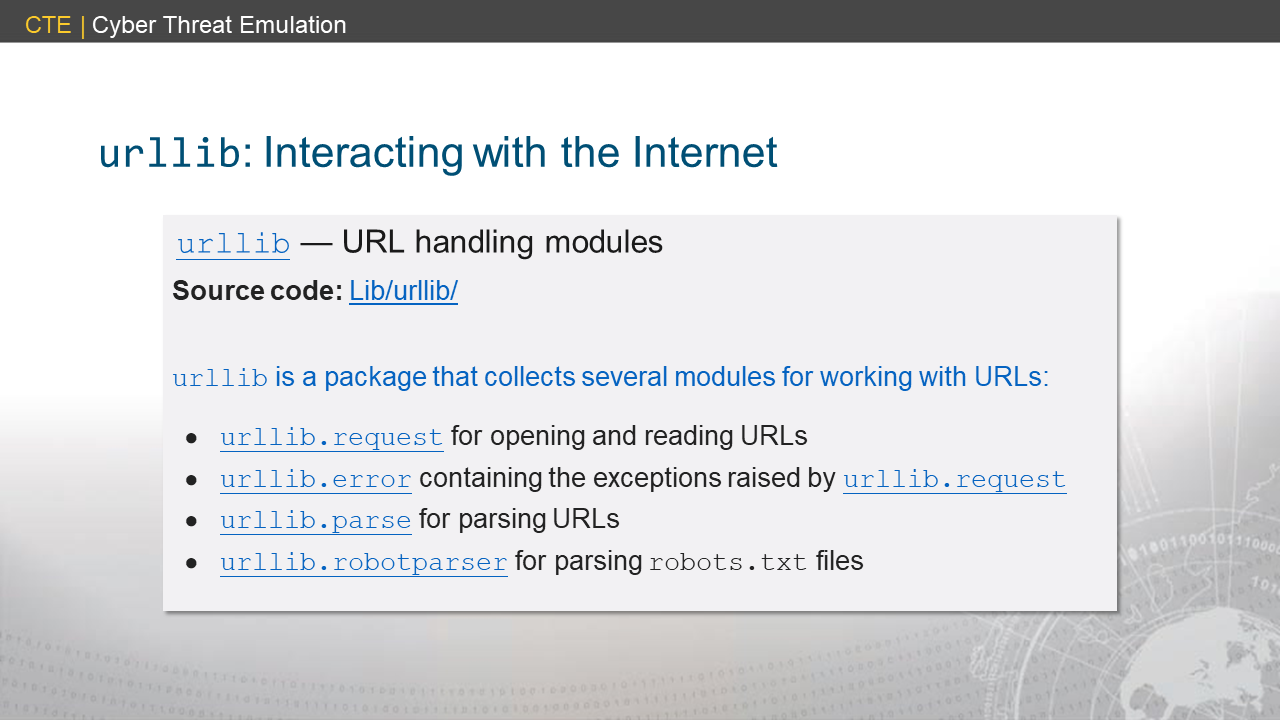 CTE | Cyber Threat Emulation
urllib: Interacting with the Internet
urllib — URL handling modules
Source code: Lib/urllib/
urllib is a package that collects several modules for working with URLs:
● urllib.request for opening and reading URLs
● urllib.error containing the exceptions raised by urllib.request
● urllib.parse for parsing URLs
● urllib.robotparser for parsing robots.txt files